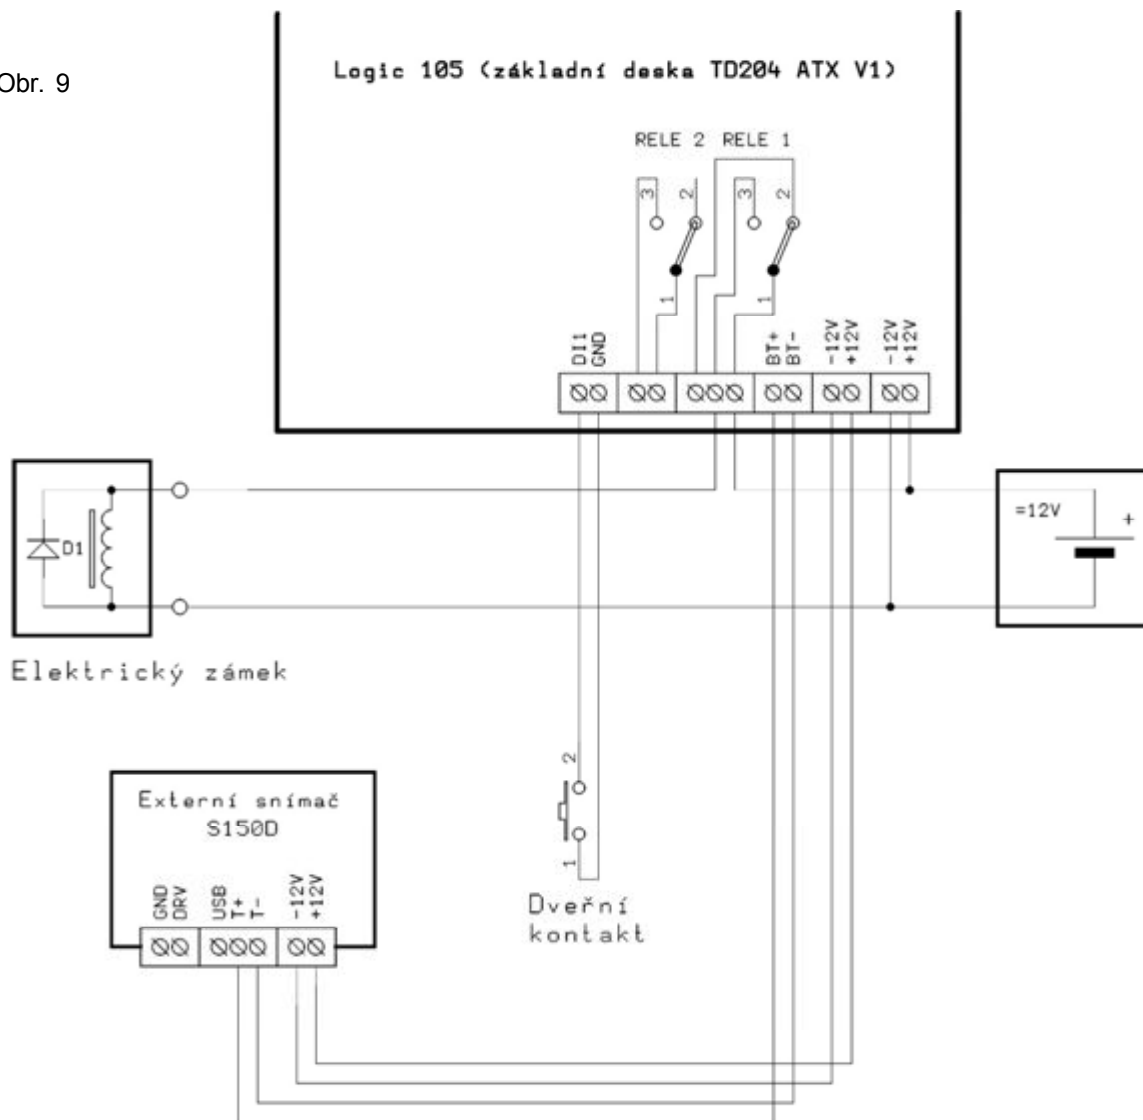 Obr. 9
Logic 105 (základní deska TD204 ATX V1)
RELE 2 RELE 1
3 2 3 2
1 1
DI1 GND BT+ BT- -12V +12V -12V +12V
=12V +
D1
Elektrický zámek
2
1
Dveřní
kontakt
Externí snímač
S150D
GND DRV USB T+ T- -12V +12V